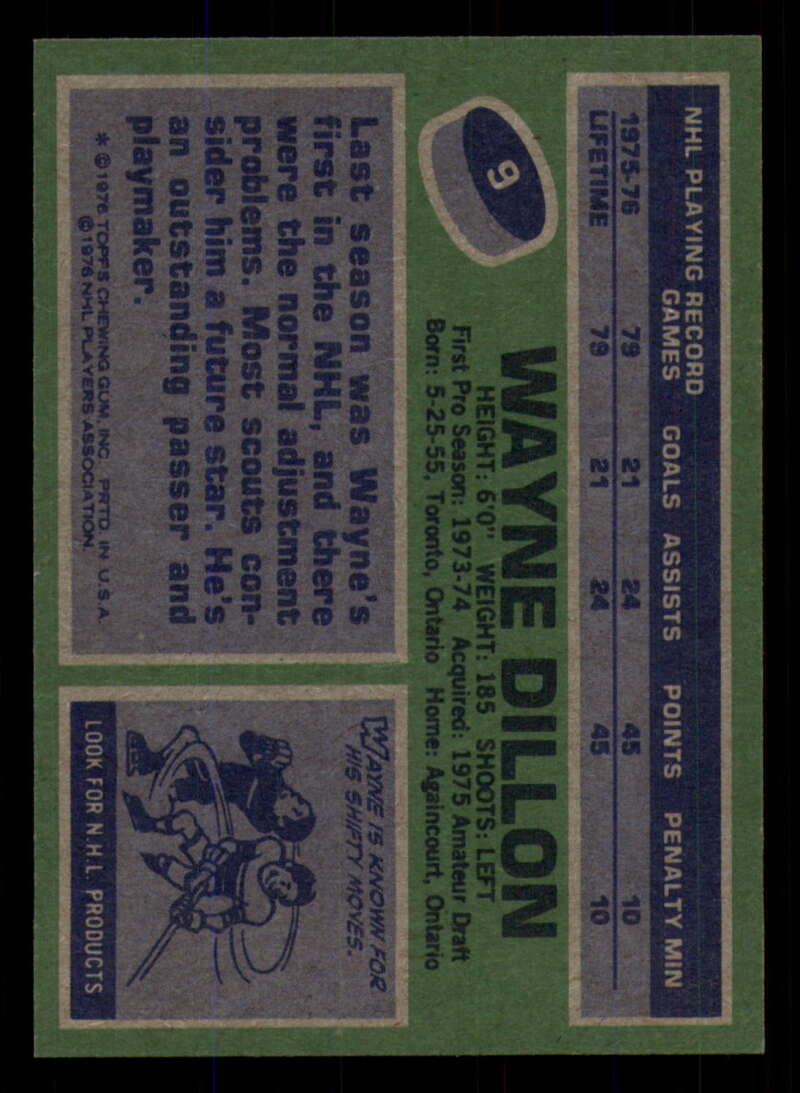 NHL PLAYING RECORD
GAMES GOALS ASSISTS POINTS PENALTY MIN
1975-76 79 21 24 45 10
LIFETIME 79 21 24 45 10
9
WAYNE DILLON
HEIGHT: 6'0" WEIGHT: 185 SHOOTS: LEFT
First Pro Season: 1973-74 Acquired: 1975 Amateur Draft
Born: 5-25-55, Toronto, Ontario Home: Againcourt, Ontario
Last season was Wayne's
first in the NHL, and there
were the normal adjustment
problems. Most scouts con-
sider him a future star. He's
an outstanding passer and
playmaker.
* © 1976 TOPPS CHEWING GUM, INC. PRTD. IN U.S.A.
© 1976 NHL PLAYERS ASSOCIATION.
WAYNE IS KNOWN FOR
HIS SHIFTY MOVES.
LOOK FOR N.H.L. PRODUCTS